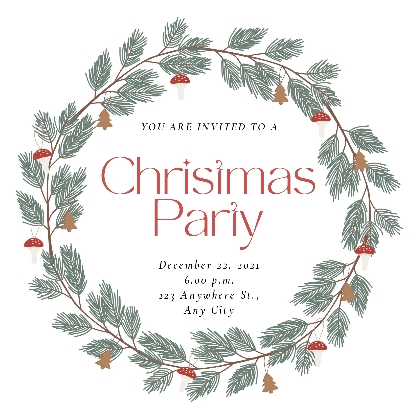 YOU ARE INVITED TO A
Christmas
Party
December 22, 2021
6.00 p.m.
123 Anywhere St.,
Any City